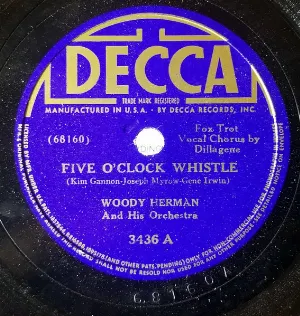 DECCA
TRADE MARK REGISTERED
MANUFACTURED IN U.S.A. BY DECCA RECORDS, INC.
(68160)
Fox Trot
Vocal Chorus by
Dillagene
FIVE O'CLOCK WHISTLE
(Kim Gannon-Joseph Myrow-Gene Irwin)
WOODY HERMAN
And His Orchestra
3436 A